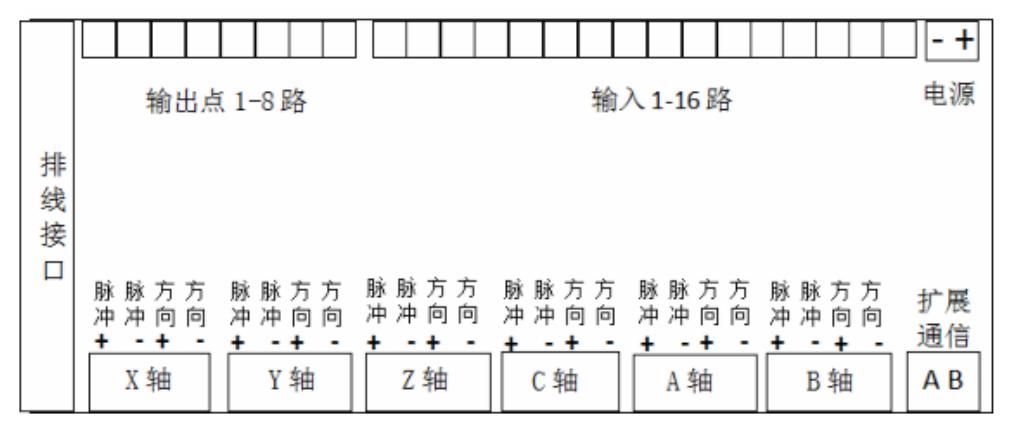 - +
输出点 1-8 路 输入 1-16 路 电源
排线接口
脉冲 脉冲 方向 方向 脉冲 脉冲 方向 方向 脉冲 脉冲 方向 方向 脉冲 脉冲 方向 方向 脉冲 脉冲 方向 方向 脉冲 脉冲 方向 方向 扩展
通信
+ - + - + - + - + - + - + - + - + - + - + - + -
X 轴 Y 轴 Z 轴 C 轴 A 轴 B 轴 A B